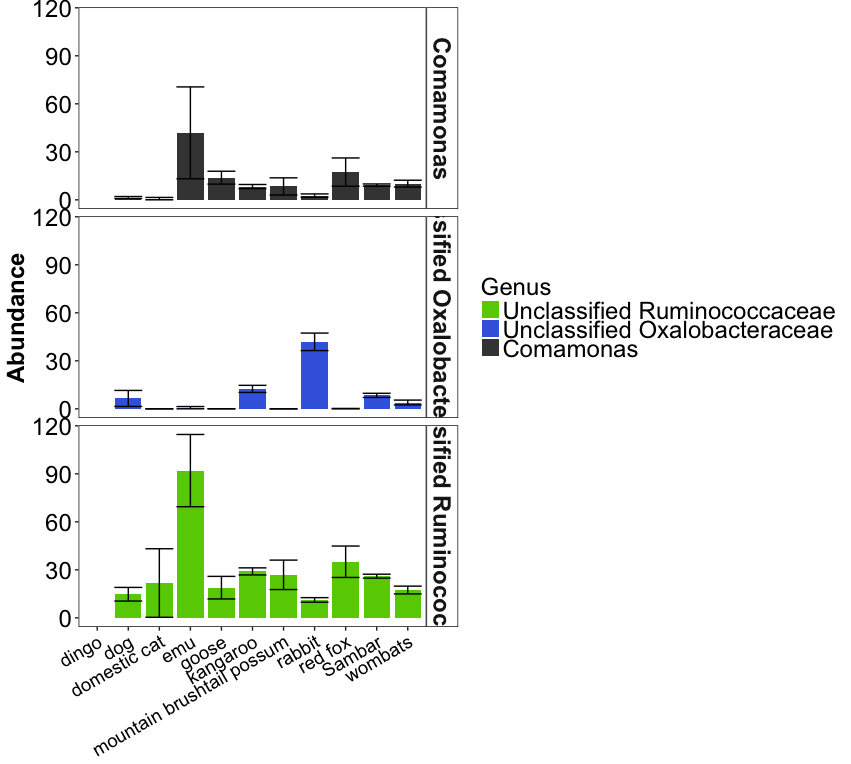 120
90
60
30
0
Comamonas
120
90
60
30
0
sified Oxalobacte
120
90
60
30
0
sified Ruminococ
Abundance
dingo
dog
domestic cat
emu
goose
kangaroo
mountain brushtail possum
rabbit
red fox
Sambar
wombats
Genus
Unclassified Ruminococcaceae
Unclassified Oxalobacteraceae
Comamonas